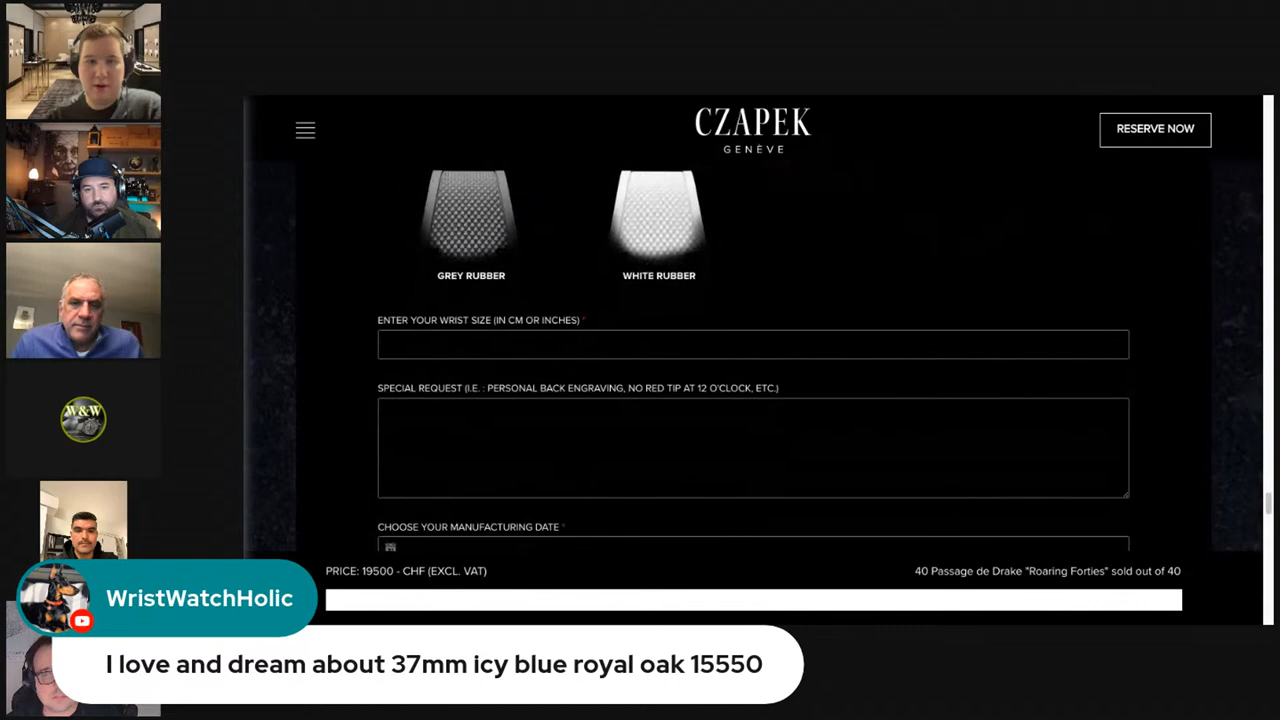 CZAPEK
GENÈVE
RESERVE NOW
GREY RUBBER
WHITE RUBBER
ENTER YOUR WRIST SIZE (IN CM OR INCHES) *
SPECIAL REQUEST (I.E. : PERSONAL BACK ENGRAVING, NO RED TIP AT 12 O'CLOCK, ETC.)
CHOOSE YOUR MANUFACTURING DATE *
PRICE: 19500 - CHF (EXCL. VAT)
40 Passage de Drake "Roaring Forties" sold out of 40
W&W
WristWatchHolic
I love and dream about 37mm icy blue royal oak 15550